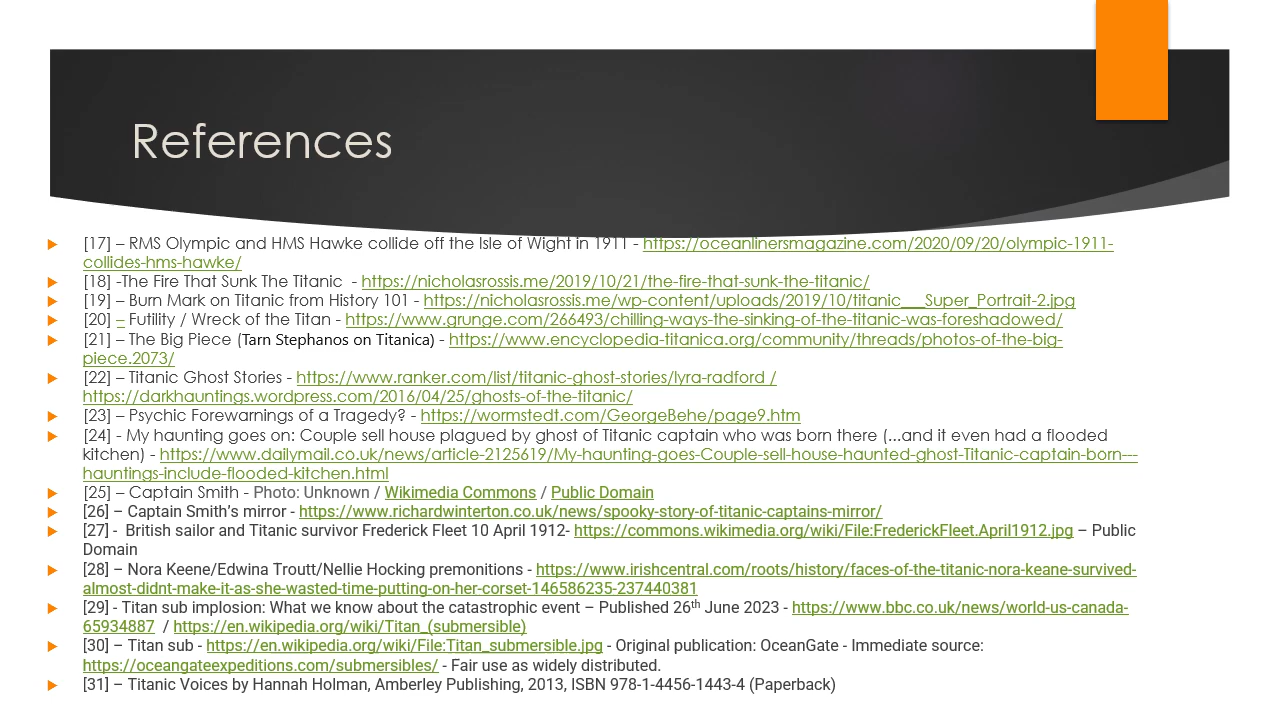 References
[17] – RMS Olympic and HMS Hawke collide off the Isle of Wight in 1911 - https://oceanlinersmagazine.com/2020/09/20/olympic-1911-
collides-hms-hawke/
[18] -The Fire That Sunk The Titanic - https://nicholasrossis.me/2019/10/21/the-fire-that-sunk-the-titanic/
[19] – Burn Mark on Titanic from History 101 - https://nicholasrossis.me/wp-content/uploads/2019/10/titanic___Super_Portrait-2.jpg
[20] – Futility / Wreck of the Titan - https://www.grunge.com/266493/chilling-ways-the-sinking-of-the-titanic-was-foreshadowed/
[21] – The Big Piece (Tarn Stephanos on Titanica) - https://www.encyclopedia-titanica.org/community/threads/photos-of-the-big-
piece.2073/
[22] – Titanic Ghost Stories - https://www.ranker.com/list/titanic-ghost-stories/lyra-radford /
https://darkhauntings.wordpress.com/2016/04/25/ghosts-of-the-titanic/
[23] – Psychic Forewarnings of a Tragedy? - https://wormstedt.com/GeorgeBehe/page9.htm
[24] - My haunting goes on: Couple sell house plagued by ghost of Titanic captain who was born there (...and it even had a flooded
kitchen) - https://www.dailymail.co.uk/news/article-2125619/My-haunting-goes-Couple-sell-house-haunted-ghost-Titanic-captain-born---
hauntings-include-flooded-kitchen.html
[25] – Captain Smith - Photo: Unknown / Wikimedia Commons / Public Domain
[26] – Captain Smith's mirror - https://www.richardwinterton.co.uk/news/spooky-story-of-titanic-captains-mirror/
[27] - British sailor and Titanic survivor Frederick Fleet 10 April 1912- https://commons.wikimedia.org/wiki/File:FrederickFleet.April1912.jpg – Public
Domain
[28] – Nora Keene/Edwina Troutt/Nellie Hocking premonitions - https://www.irishcentral.com/roots/history/faces-of-the-titanic-nora-keane-survived-
almost-didnt-make-it-as-she-wasted-time-putting-on-her-corset-146586235-237440381
[29] - Titan sub implosion: What we know about the catastrophic event – Published 26th June 2023 - https://www.bbc.co.uk/news/world-us-canada-
65934887 / https://en.wikipedia.org/wiki/Titan_(submersible)
[30] – Titan sub - https://en.wikipedia.org/wiki/File:Titan_submersible.jpg - Original publication: OceanGate - Immediate source:
https://oceangateexpeditions.com/submersibles/ - Fair use as widely distributed.
[31] – Titanic Voices by Hannah Holman, Amberley Publishing, 2013, ISBN 978-1-4456-1443-4 (Paperback)